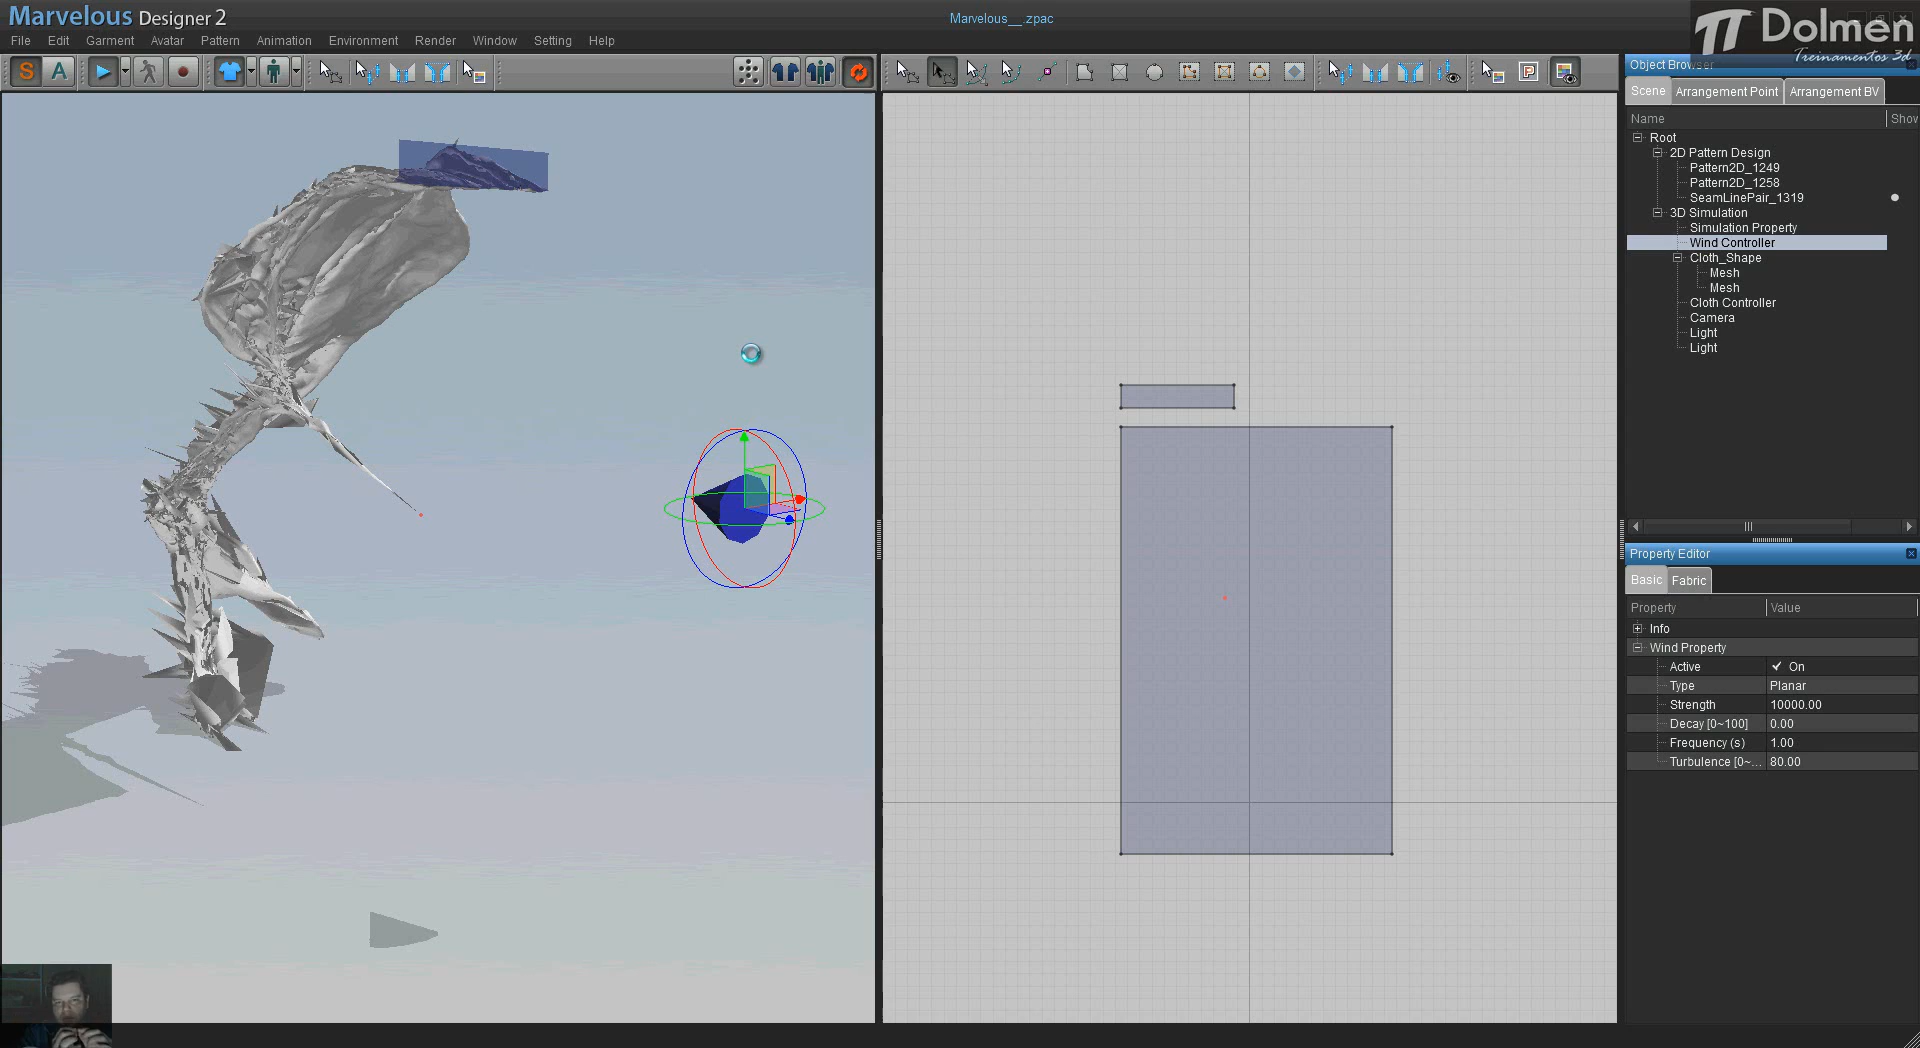 Marvelous Designer 2
Marvelous__.zpac
Dolmen
Treinamentos 3d
File Edit Garment Avatar Pattern Animation Environment Render Window Setting Help
S A
P
Object Browser
Scene Arrangement Point Arrangement BV
Name Show
Root
2D Pattern Design
Pattern2D_1249
Pattern2D_1258
SeamLinePair_1319
3D Simulation
Simulation Property
Wind Controller
Cloth_Shape
Mesh
Mesh
Cloth Controller
Camera
Light
Light
Property Editor
Basic Fabric
Property Value
Info
Wind Property
Active On
Type Planar
Strength 10000.00
Decay [0~100] 0.00
Frequency (s) 1.00
Turbulence [0~... 80.00